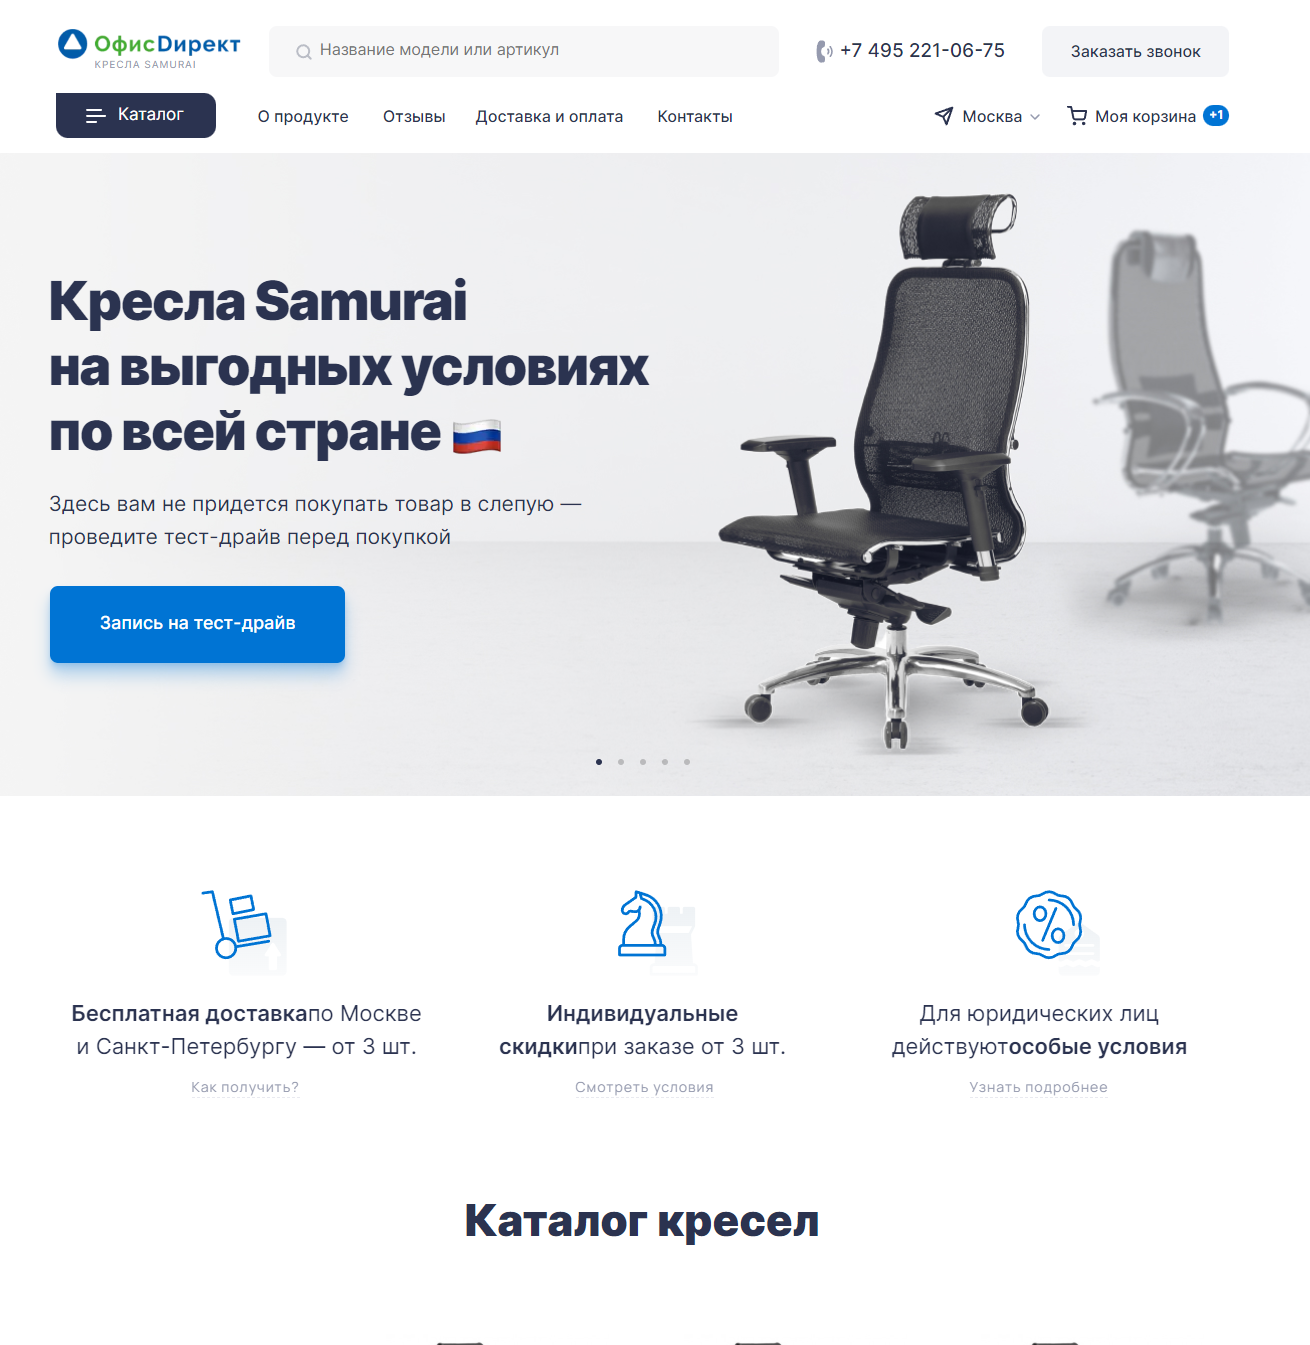 ОфисDирект
КРЕСЛА SAMURAI
Название модели или артикул
+7 495 221-06-75
Заказать звонок
Каталог
О продукте
Отзывы
Доставка и оплата
Контакты
Москва
Моя корзина
+1
Кресла Samurai
на выгодных условиях
по всей стране
Здесь вам не придется покупать товар в слепую —
проведите тест-драйв перед покупкой
Запись на тест-драйв
Бесплатная доставкапо Москве
и Санкт-Петербургу — от 3 шт.
Как получить?
Индивидуальные
скидкипри заказе от 3 шт.
Смотреть условия
Для юридических лиц
действуютособые условия
Узнать подробнее
Каталог кресел